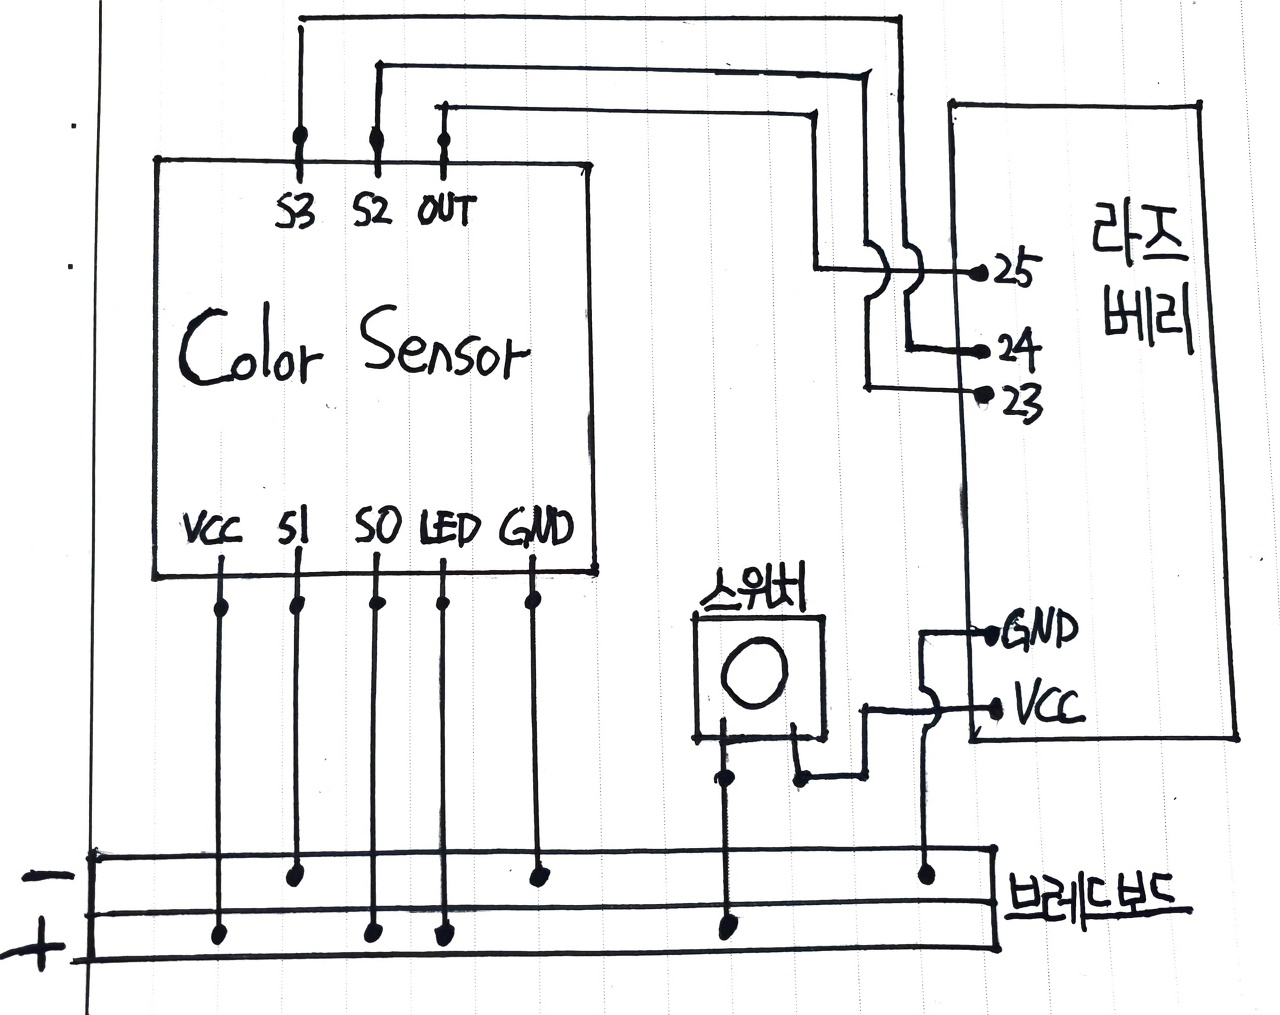 S3 S2 OUT
Color Sensor
VCC S1 S0 LED GND
라즈
베리
25
24
23
GND
VCC
스위치
브레드보드
-
+